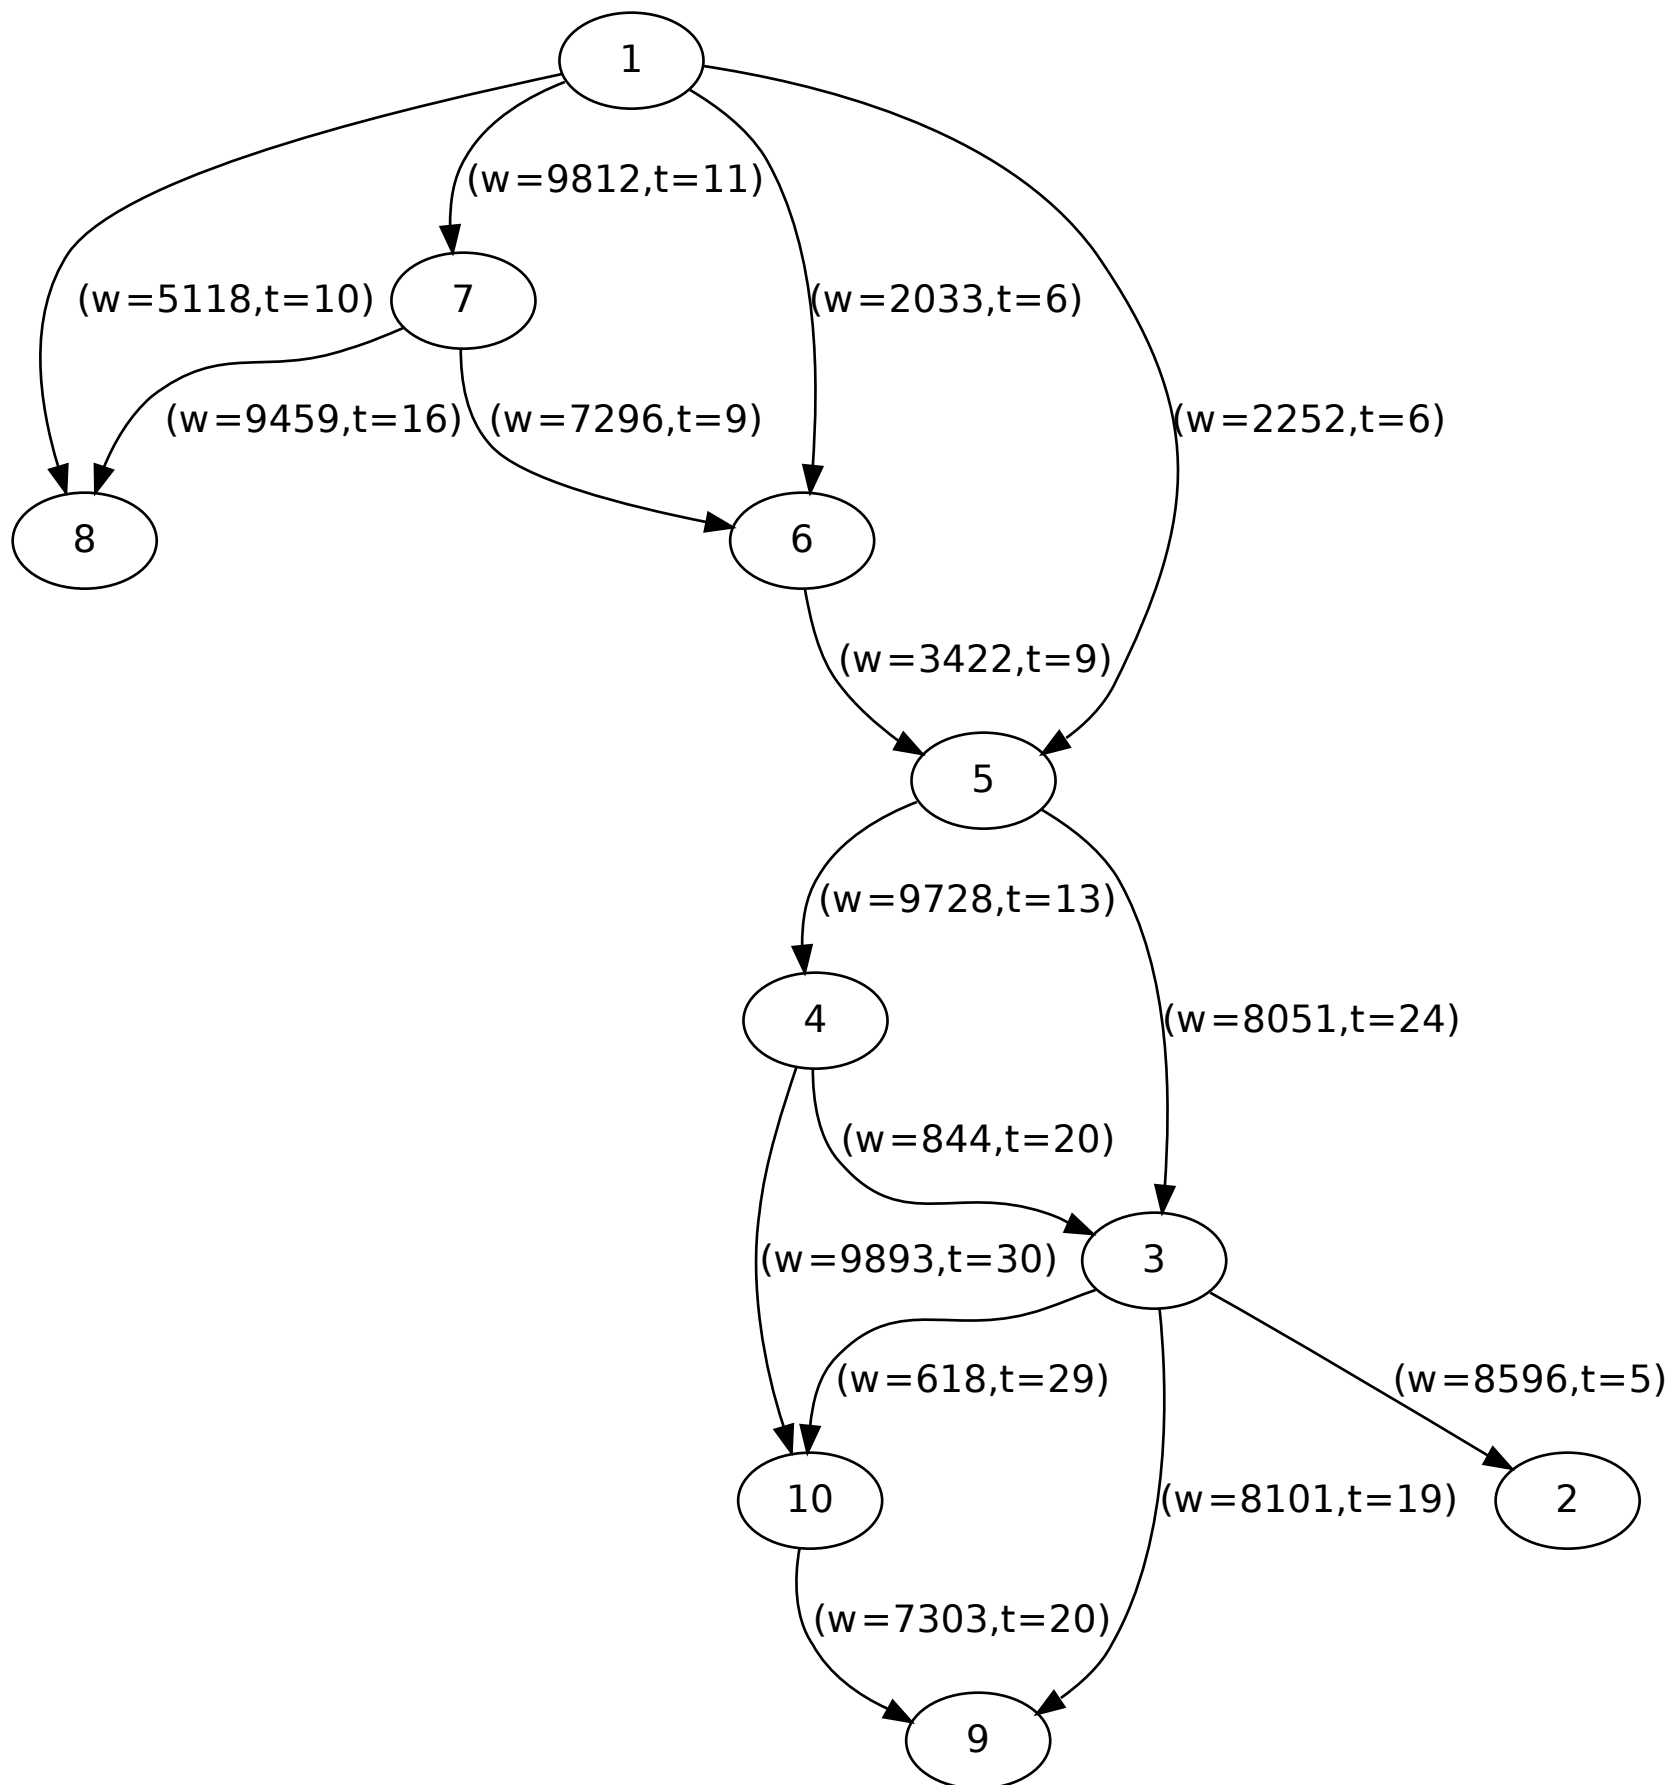 1
(w=9812,t=11)
(w=5118,t=10)
7
(w=2033,t=6)
(w=9459,t=16)
(w=7296,t=9)
(w=2252,t=6)
8
6
(w=3422,t=9)
5
(w=9728,t=13)
4
(w=8051,t=24)
(w=844,t=20)
(w=9893,t=30)
3
(w=618,t=29)
(w=8596,t=5)
10
(w=8101,t=19)
2
(w=7303,t=20)
9